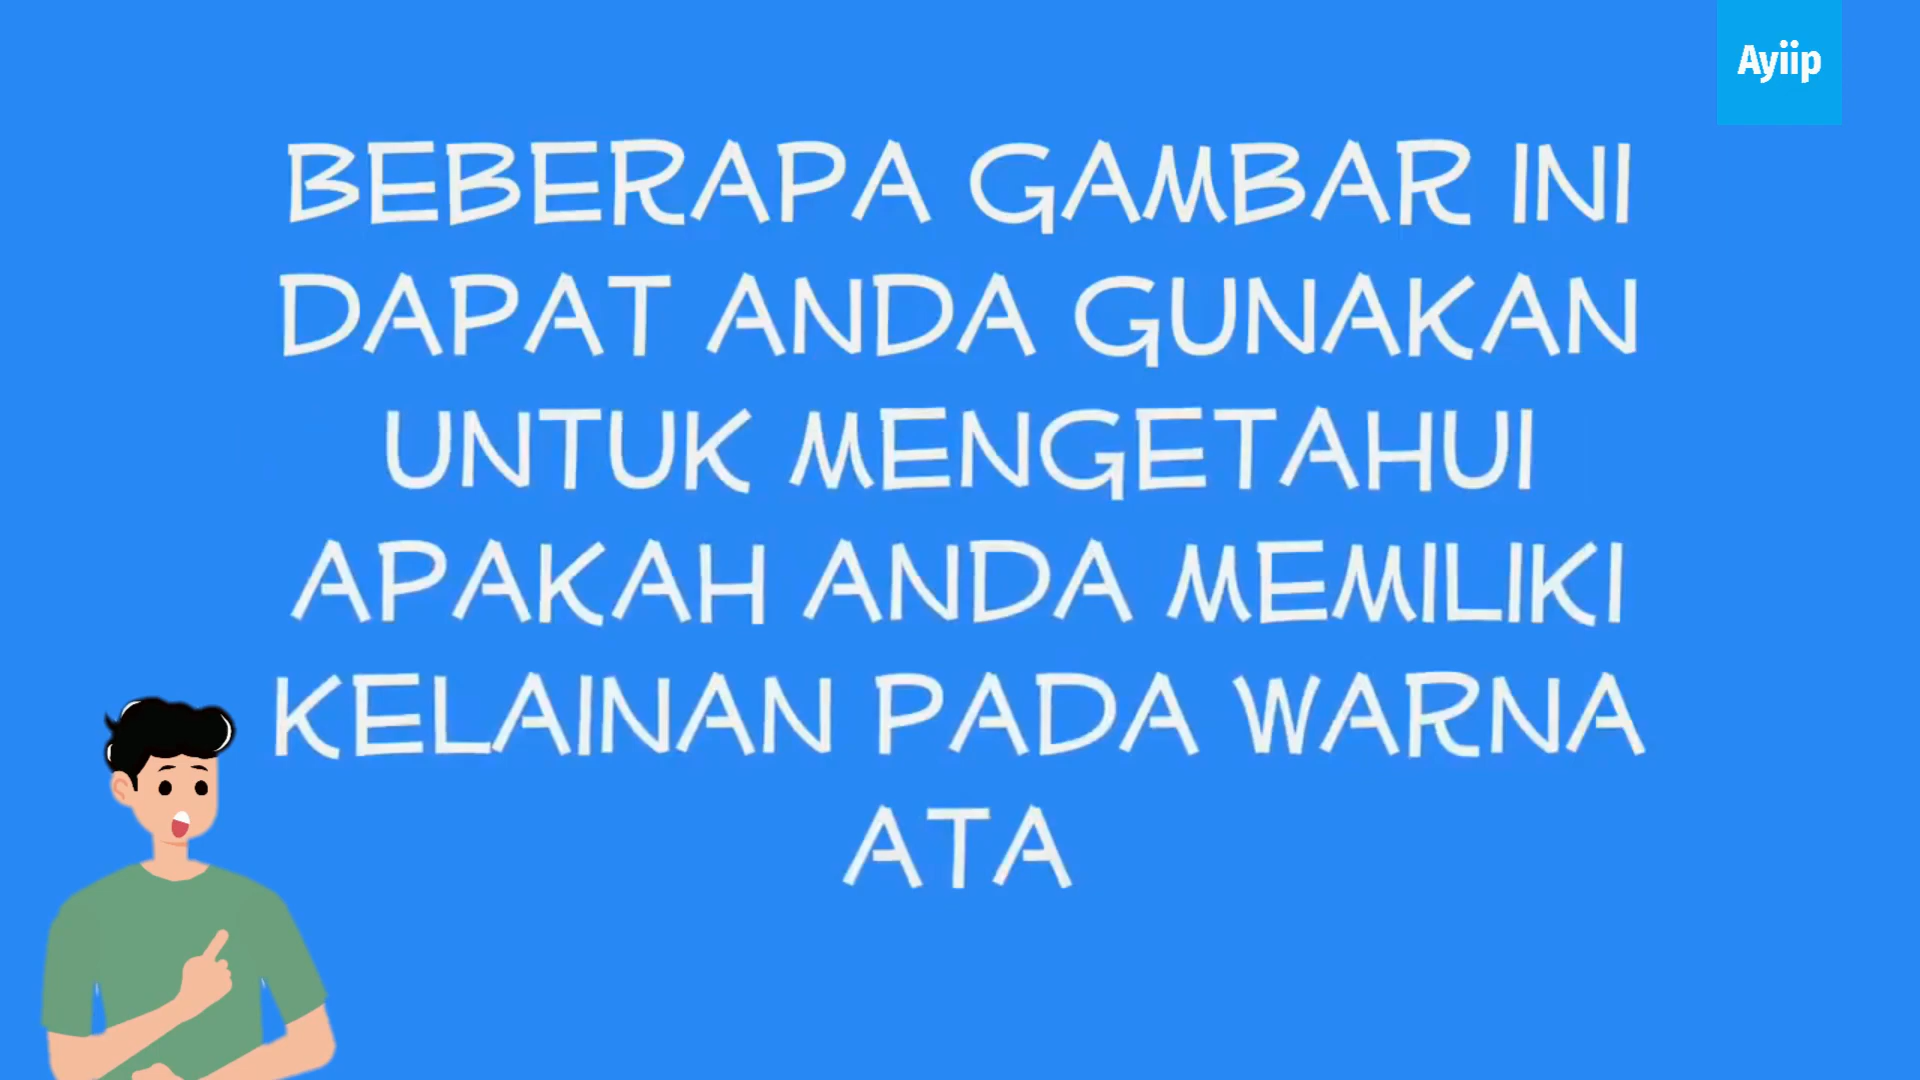 Ayiip
BEBERAPA GAMBAR INI
DAPAT ANDA GUNAKAN
UNTUK MENGETAHUI
APAKAH ANDA MEMILIKI
KELAINAN PADA WARNA
ATA